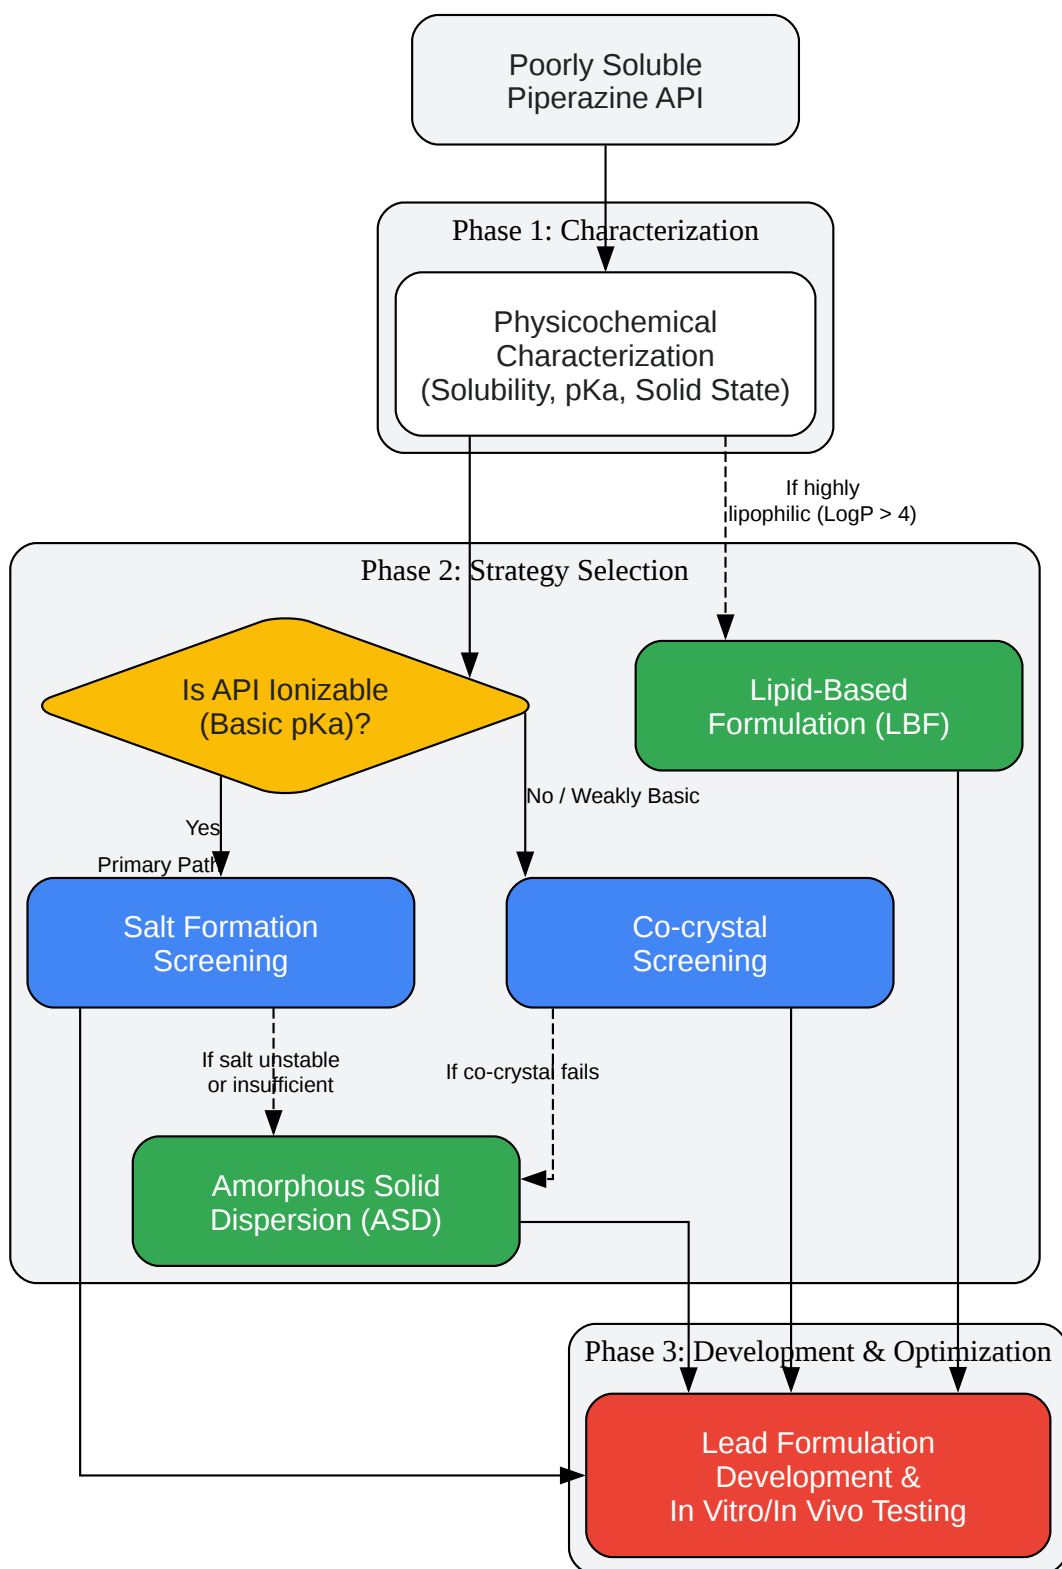 Poorly Soluble
Piperazine API
Phase 1: Characterization
Physicochemical
Characterization
(Solubility, pKa, Solid State)
If highly
lipophilic (LogP > 4)
Phase 2: Strategy Selection
Is API Ionizable
(Basic pKa)?
Lipid-Based
Formulation (LBF)
No / Weakly Basic
Yes
Primary Path
Salt Formation
Screening
Co-crystal
Screening
If salt unstable
or insufficient
If co-crystal fails
Amorphous Solid
Dispersion (ASD)
Phase 3: Development & Optimization
Lead Formulation
Development &
In Vitro/In Vivo Testing